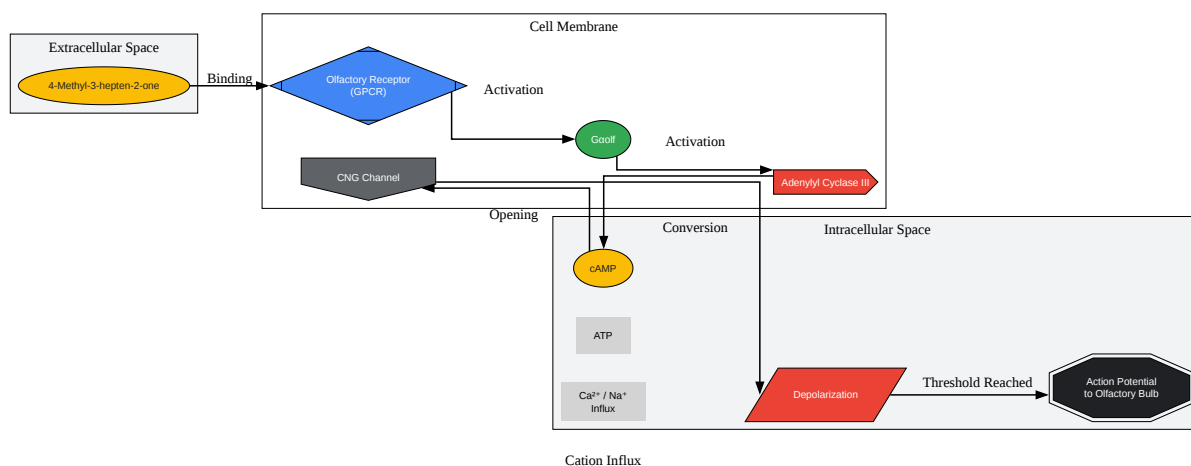 Cell Membrane
Extracellular Space
4-Methyl-3-hepten-2-one
Binding
Olfactory Receptor
(GPCR)
Activation
Gαolf
Activation
CNG Channel
Adenylyl Cyclase III
Opening
Conversion
Intracellular Space
cAMP
ATP
Ca²⁺ / Na⁺
Influx
Depolarization
Threshold Reached
Action Potential
to Olfactory Bulb
Cation Influx